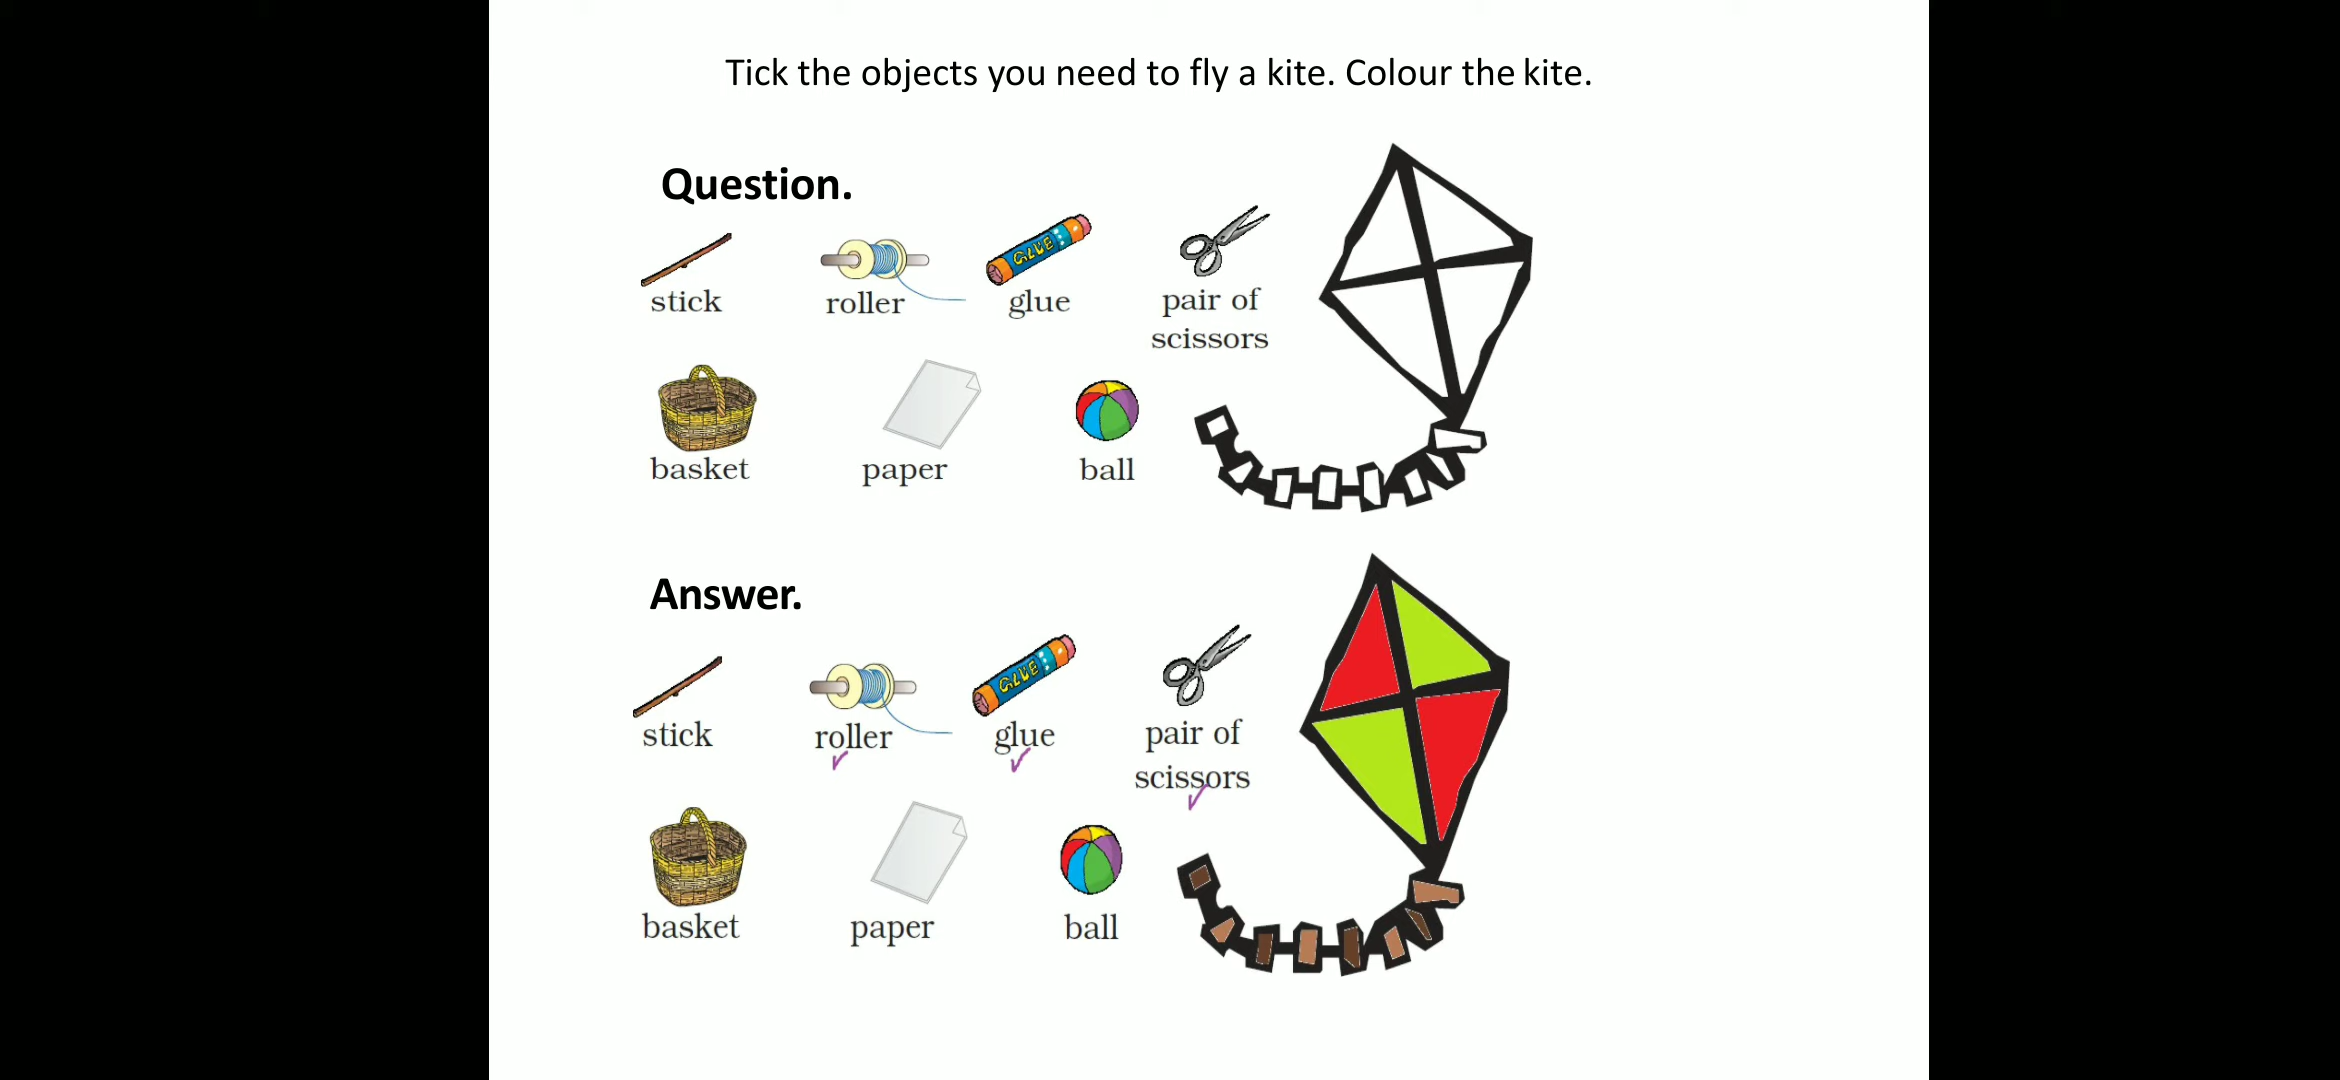 Tick the objects you need to fly a kite. Colour the kite.
Question.
GLUE
stick
roller
glue
pair of
scissors
basket
paper
ball
Answer.
GLUE
stick
roller
glue
pair of
scissors
basket
paper
ball